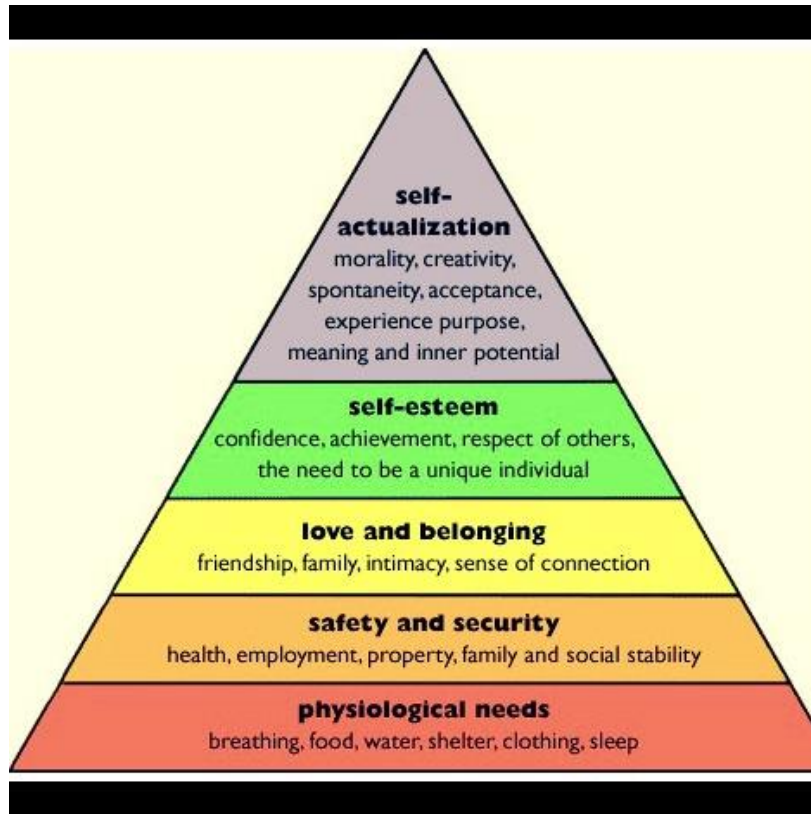 self-
actualization
morality, creativity,
spontaneity, acceptance,
experience purpose,
meaning and inner potential
self-esteem
confidence, achievement, respect of others,
the need to be a unique individual
love and belonging
friendship, family, intimacy, sense of connection
safety and security
health, employment, property, family and social stability
physiological needs
breathing, food, water, shelter, clothing, sleep